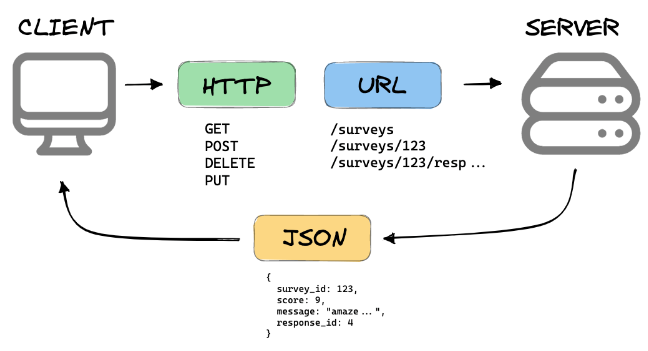 CLIENT
SERVER
HTTP
URL
GET
POST
DELETE
PUT
/surveys
/surveys/123
/surveys/123/resp...
JSON
{
survey_id: 123,
score: 9,
message: "amaze...",
response_id: 4
}